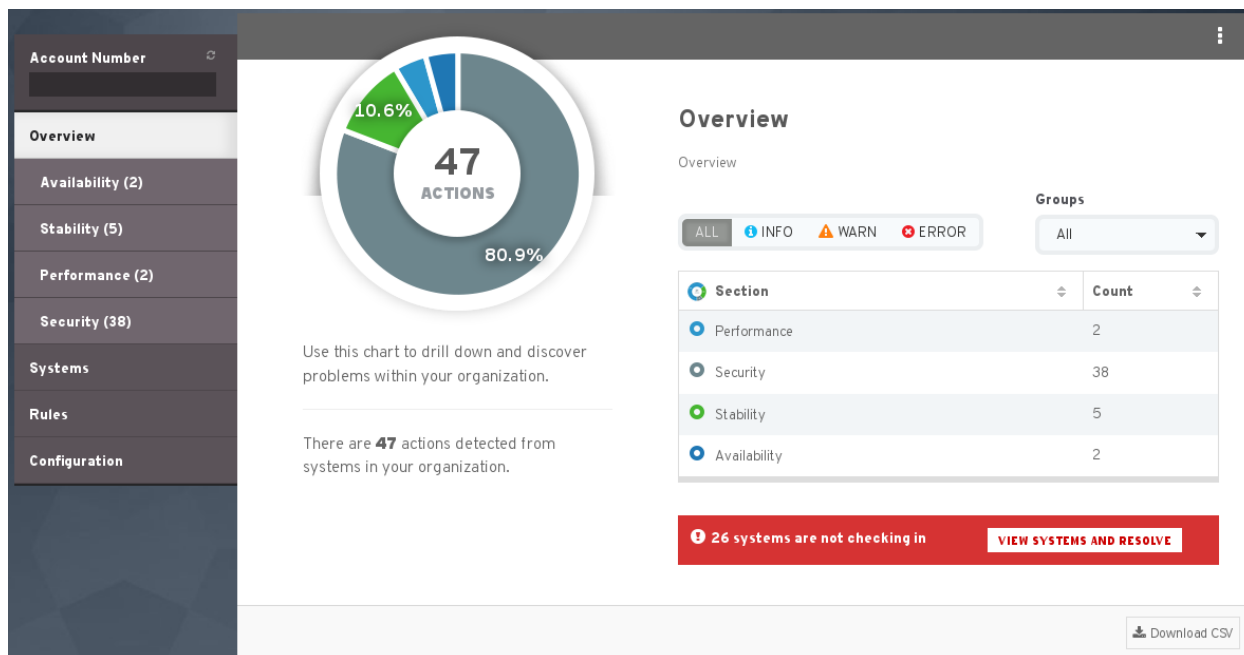 Account Number
Overview
Availability (2)
Stability (5)
Performance (2)
Security (38)
Systems
Rules
Configuration
10.6%
47
ACTIONS
80.9%
Use this chart to drill down and discover
problems within your organization.
There are 47 actions detected from
systems in your organization.
Overview
Overview
Groups
ALL INFO WARN ERROR
All
Section Count
Performance 2
Security 38
Stability 5
Availability 2
26 systems are not checking in VIEW SYSTEMS AND RESOLVE
Download CSV